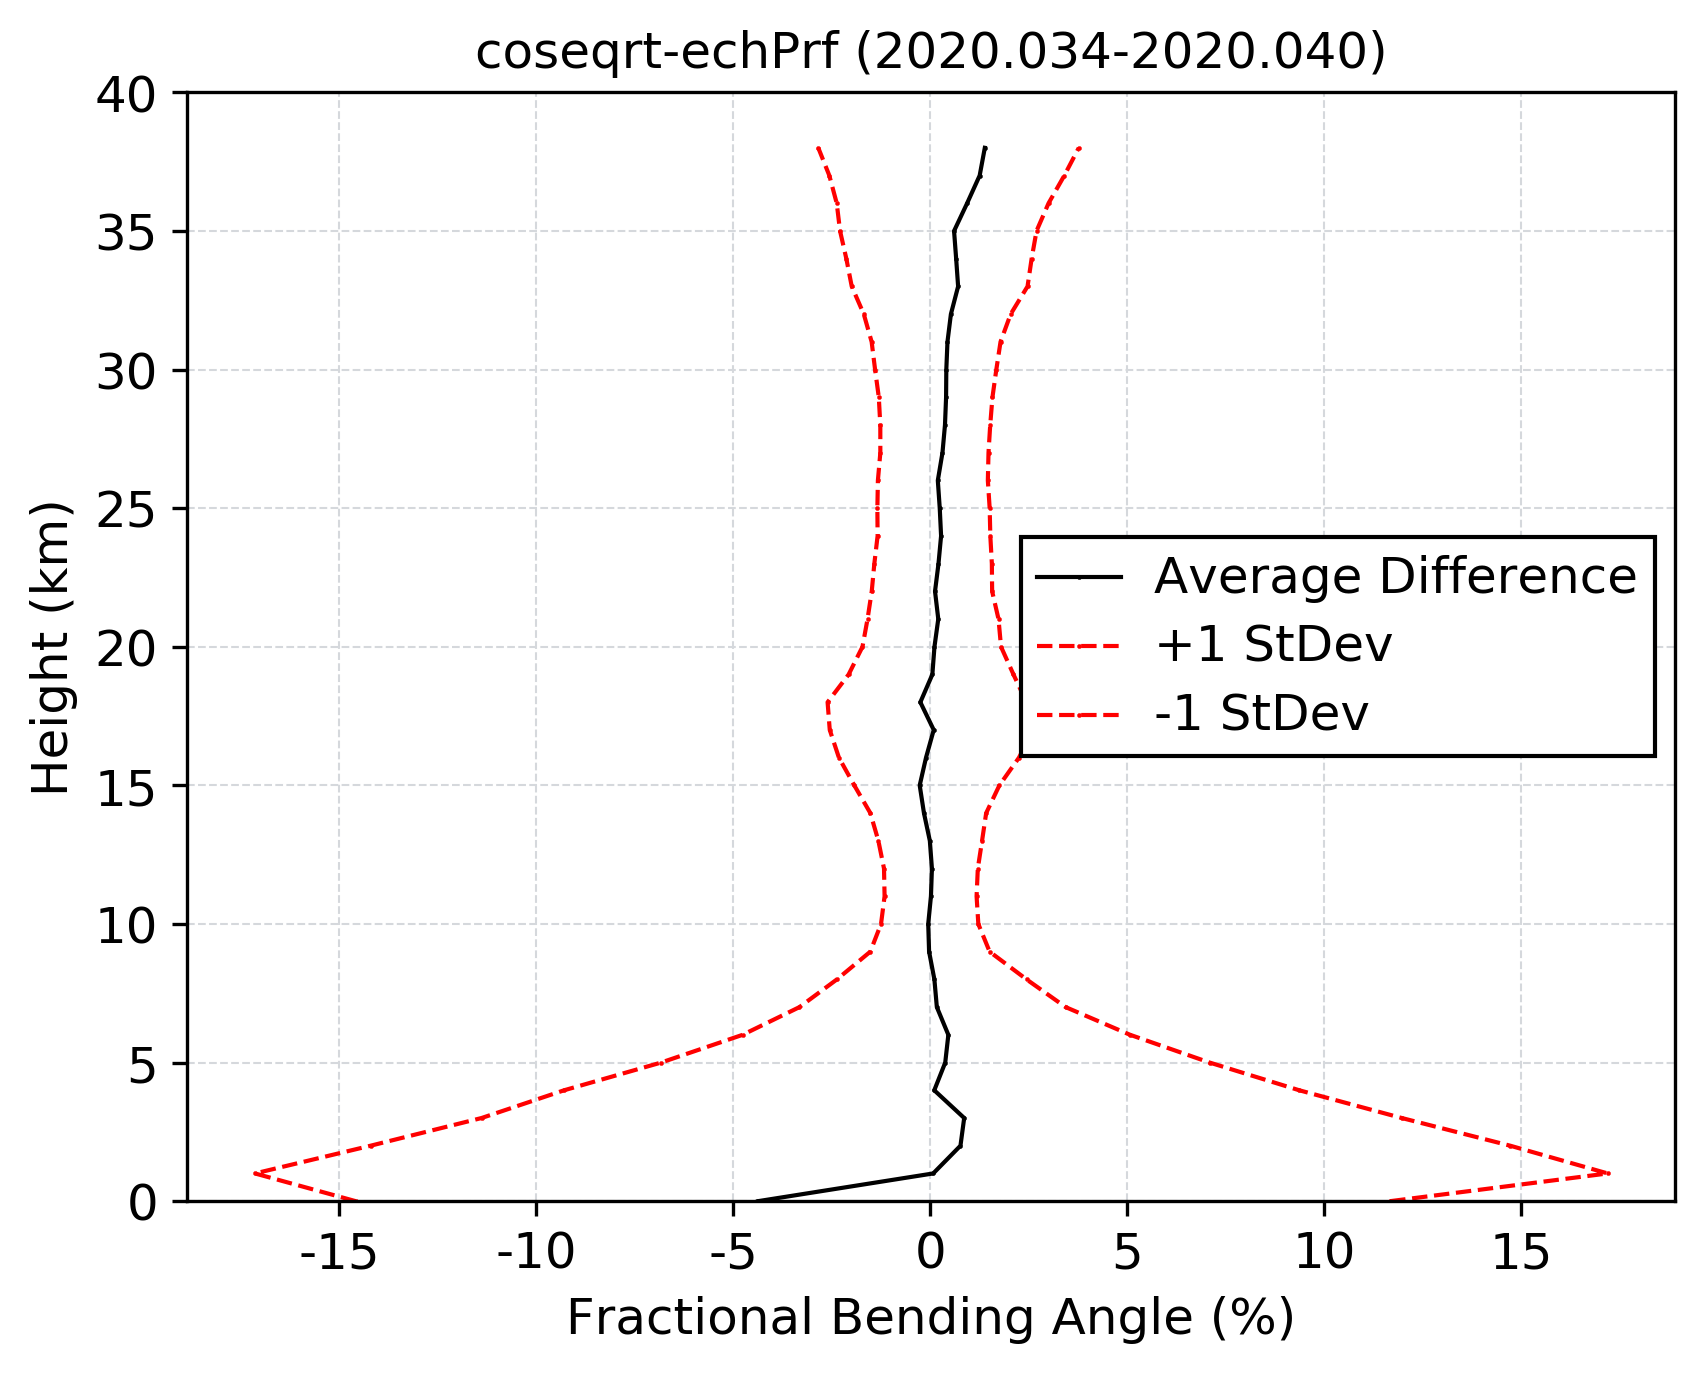 coseqrt-echPrf (2020.034-2020.040)
40
35
30
25
20
15
10
5
0
Height (km)
Average Difference
+1 StDev
-1 StDev
-15 -10 -5 0 5 10 15
Fractional Bending Angle (%)